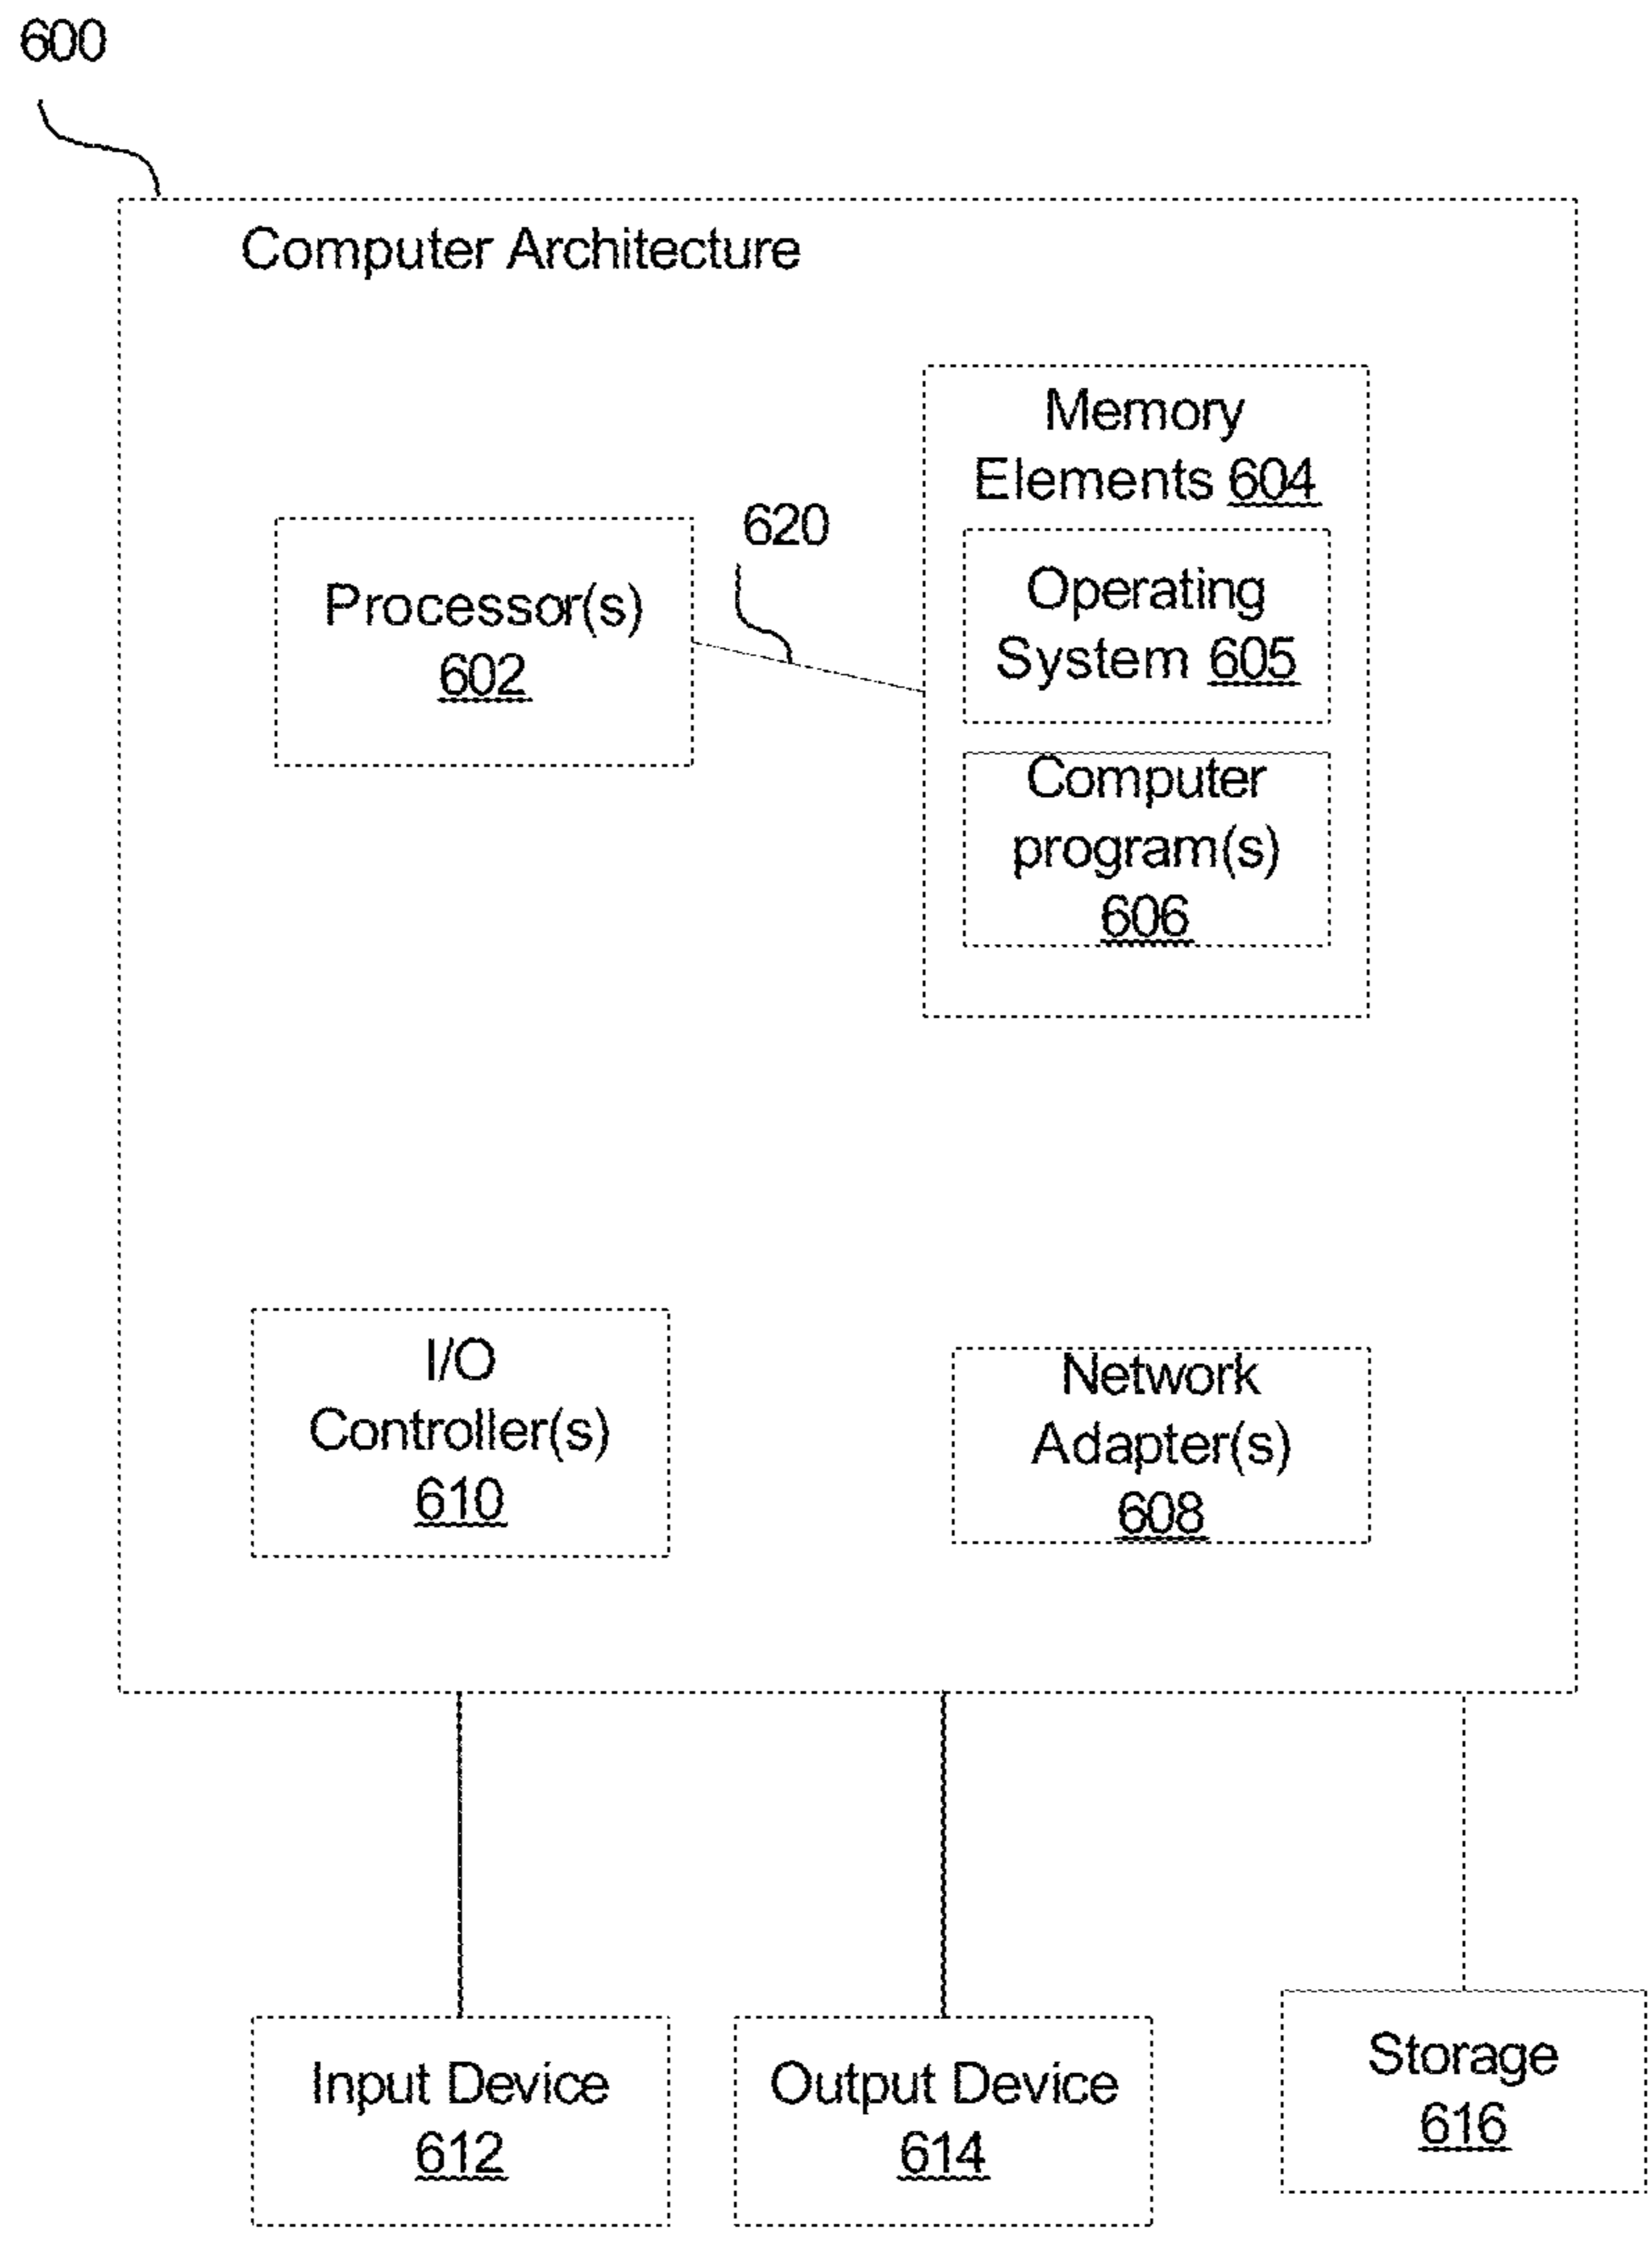 600
Computer Architecture
Memory
Elements 604
620
Processor(s)
602
Operating
System 605
Computer
program(s)
606
I/O
Controller(s)
610
Network
Adapter(s)
608
Input Device
612
Output Device
614
Storage
616